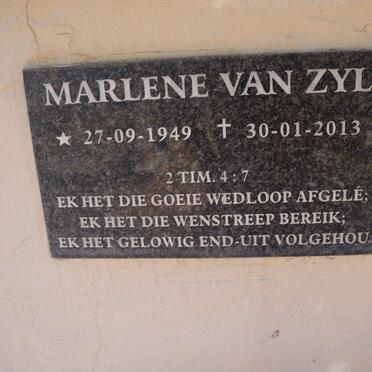 MARLENE VAN ZYL
★ 27-09-1949 ✝ 30-01-2013
2 TIM. 4 : 7
EK HET DIE GOEIE WEDLOOP AFGELÊ;
EK HET DIE WENSTREEP BEREIK;
EK HET GELOWIG END-UIT VOLGEHOU